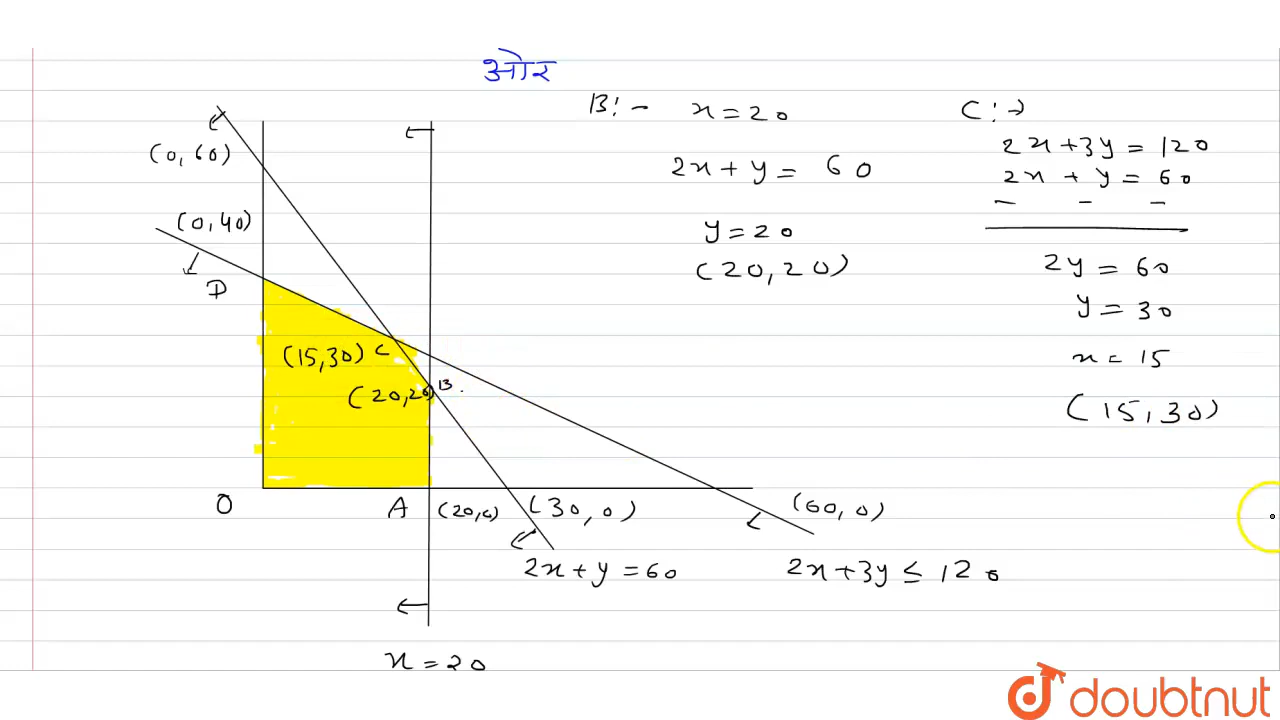 ओर
B:-
x = 20
2x + y = 60
y = 20
(20,20)
C:→
2x + 3y = 120
2x + y = 60
- - -
2y = 60
y = 30
x = 15
(15,30)
(0,60)
(0,40)
D
(15,30) C
(20,20) B.
O
A
(20,0)
(30,0)
(60,0)
2x + y = 60
2x + 3y ≤ 120
x = 20
doubtnut